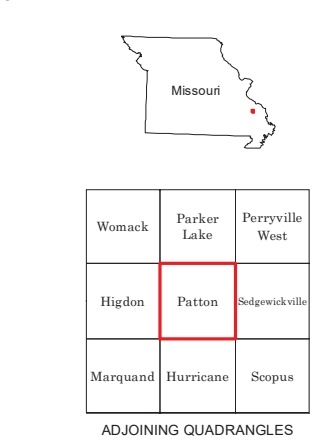 Missouri
Womack
Parker
Lake
Perryville
West
Higdon
Patton
Sedgewickville
Marquand
Hurricane
Scopus
ADJOINING QUADRANGLES